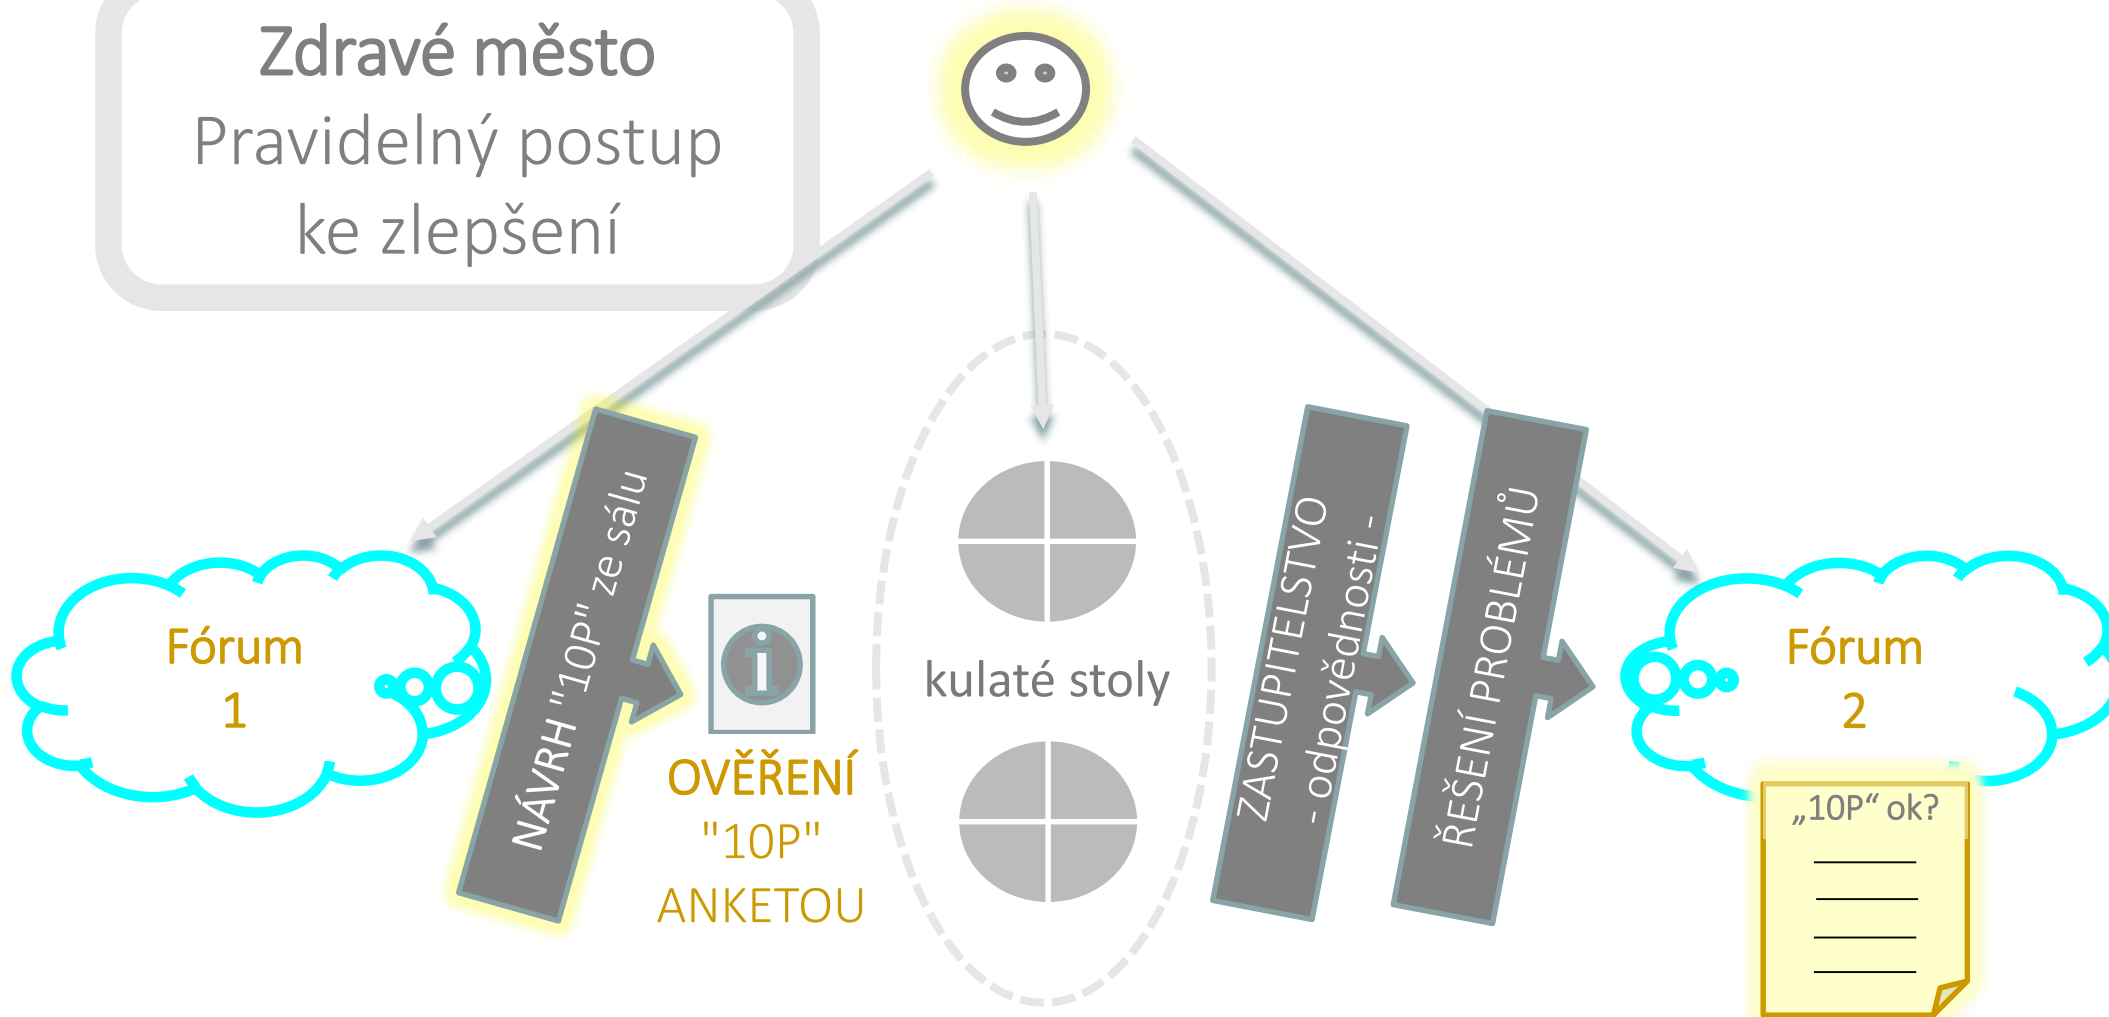 Zdravé město
Pravidelný postup
ke zlepšení
Fórum
1
NÁVRH "10P" ze sálu
OVĚŘENÍ
"10P"
ANKETOU
kulaté stoly
ZASTUPITELSTVO
- odpovědnosti -
ŘEŠENÍ PROBLÉMŮ
Fórum
2
„10P“ ok?